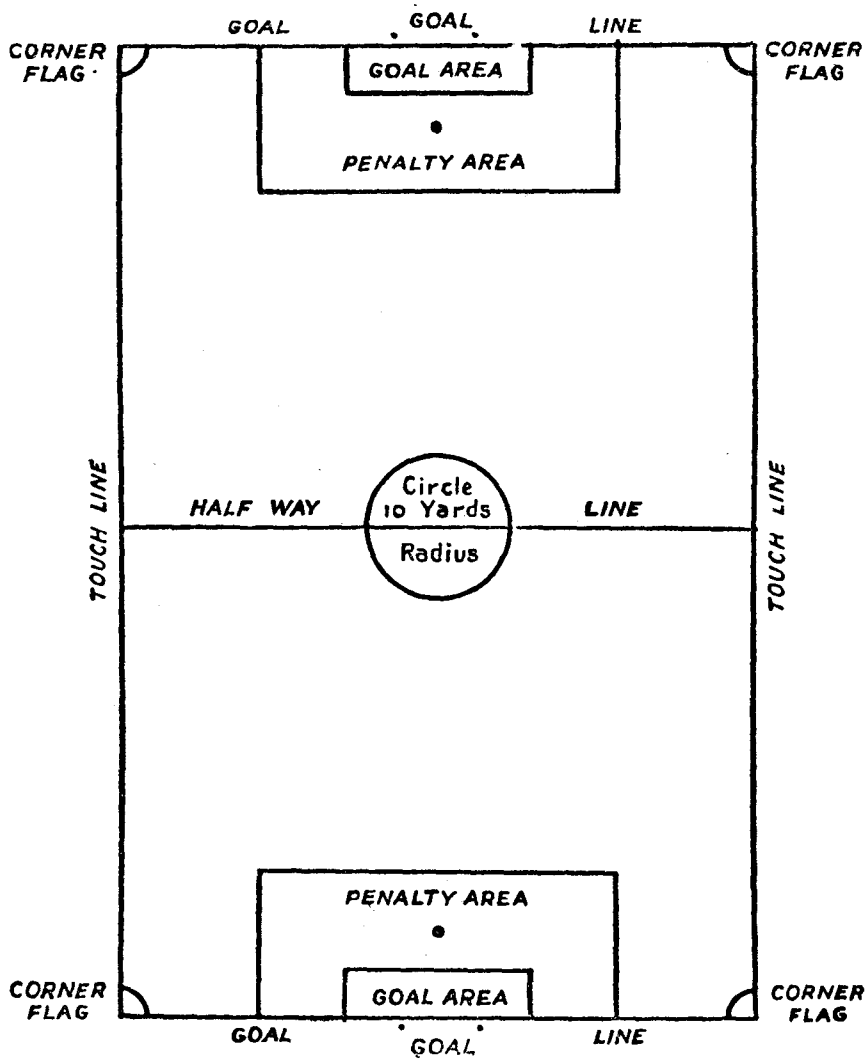 GOAL GOAL LINE
CORNER FLAG
CORNER FLAG
GOAL AREA
PENALTY AREA
TOUCH LINE
HALF WAY LINE
Circle
10 Yards
Radius
TOUCH LINE
PENALTY AREA
GOAL AREA
CORNER FLAG
CORNER FLAG
GOAL GOAL LINE